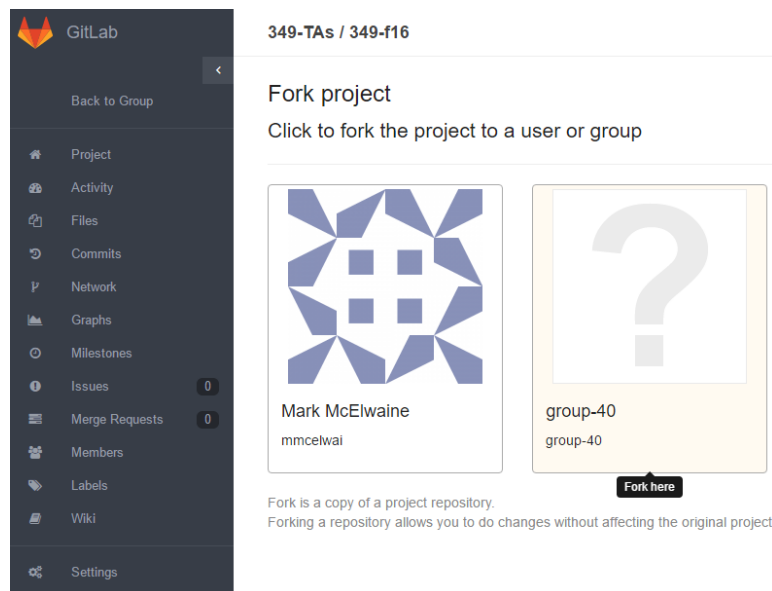 GitLab
349-TAs / 349-f16
Back to Group
Project
Activity
Files
Commits
Network
Graphs
Milestones
Issues 0
Merge Requests 0
Members
Labels
Wiki
Settings
Fork project
Click to fork the project to a user or group
?
Mark McElwaine
mmcelwai
group-40
group-40
Fork here
Fork is a copy of a project repository.
Forking a repository allows you to do changes without affecting the original project